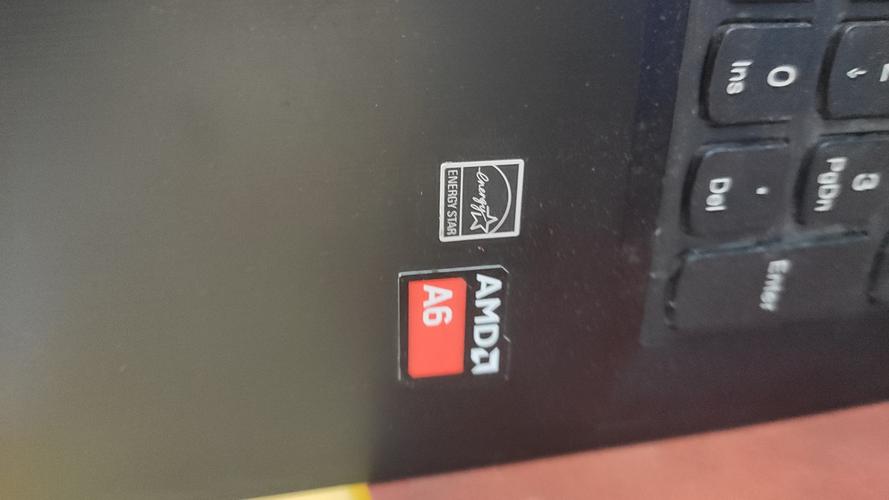 0
Ins
.
Del
3
PgDn
Enter
energy
ENERGY STAR
AMD
A6